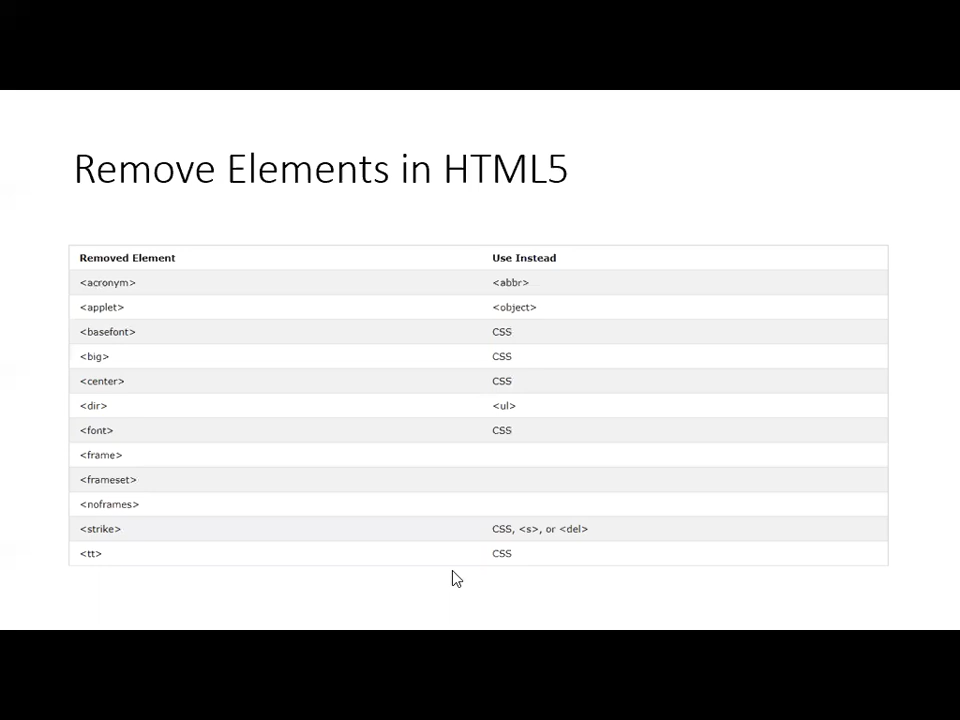 Remove Elements in HTML5
Removed Element Use Instead
<acronym> <abbr>
<applet> <object>
<basefont> CSS
<big> CSS
<center> CSS
<dir> <ul>
<font> CSS
<frame>
<frameset>
<noframes>
<strike> CSS, <s>, or <del>
<tt> CSS